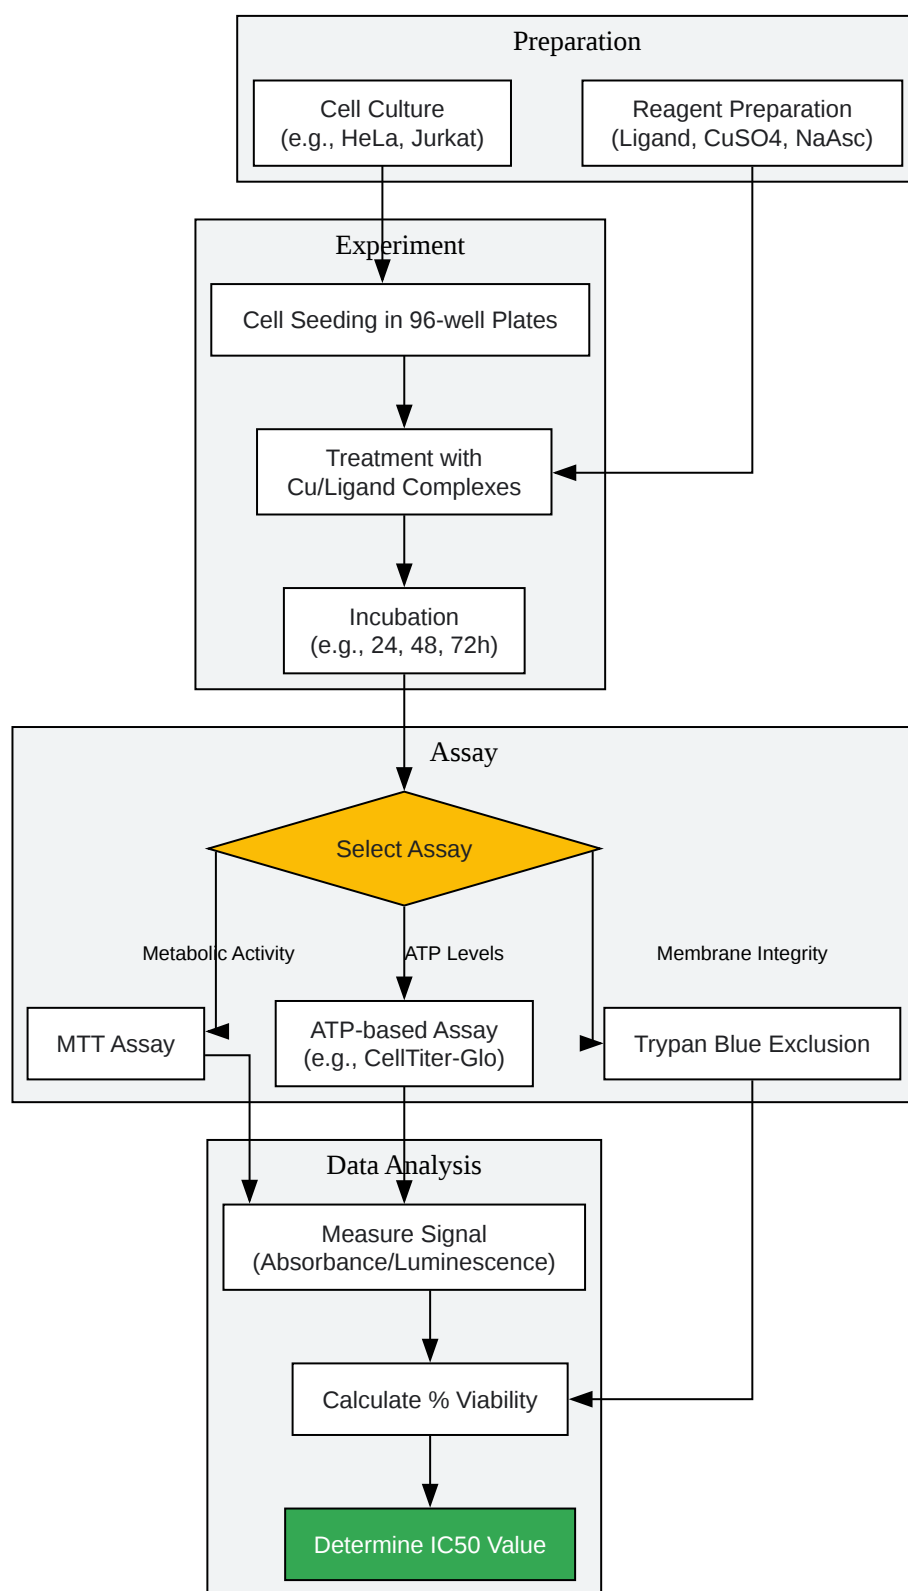 Preparation
Cell Culture
(e.g., HeLa, Jurkat)
Reagent Preparation
(Ligand, CuSO4, NaAsc)
Experiment
Cell Seeding in 96-well Plates
Treatment with
Cu/Ligand Complexes
Incubation
(e.g., 24, 48, 72h)
Assay
Select Assay
Metabolic Activity
ATP Levels
Membrane Integrity
MTT Assay
ATP-based Assay
(e.g., CellTiter-Glo)
Trypan Blue Exclusion
Data Analysis
Measure Signal
(Absorbance/Luminescence)
Calculate % Viability
Determine IC50 Value